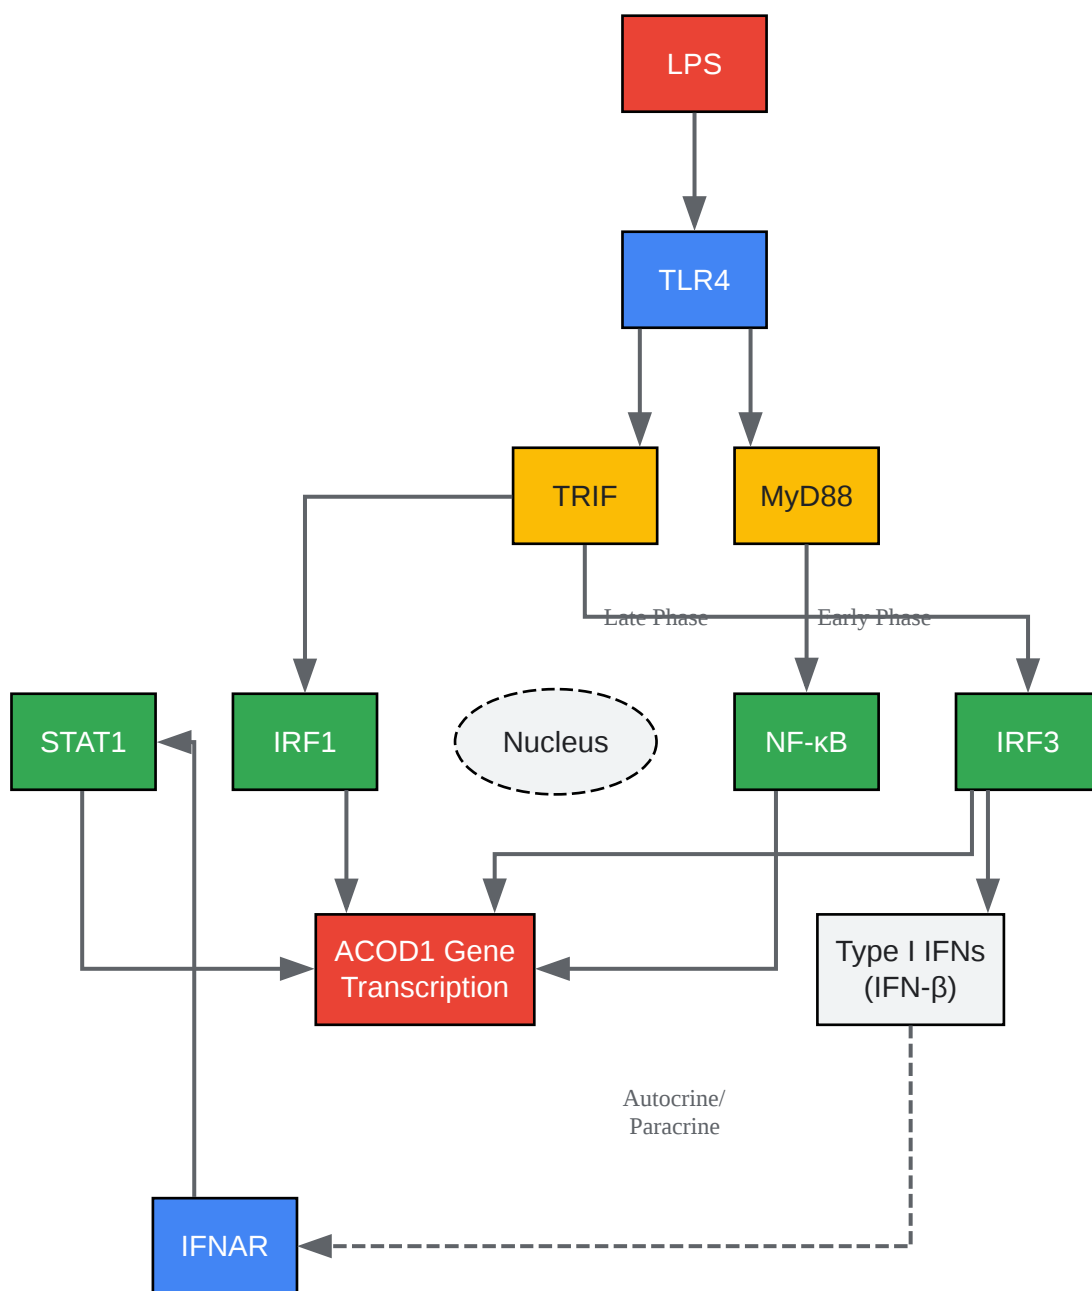 LPS
TLR4
TRIF
MyD88
Late Phase
Early Phase
STAT1
IRF1
Nucleus
NF-κB
IRF3
ACOD1 Gene
Transcription
Type I IFNs
(IFN-β)
Autocrine/
Paracrine
IFNAR